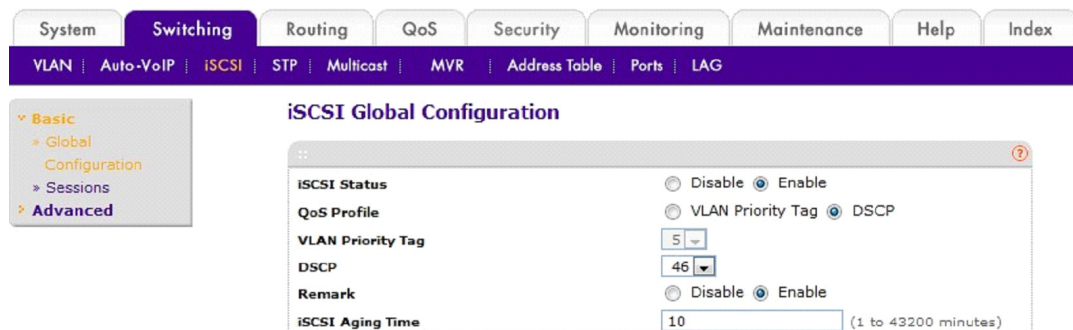 System Switching Routing QoS Security Monitoring Maintenance Help Index
VLAN Auto-VoIP iSCSI STP Multicast MVR Address Table Ports LAG
Basic
» Global
Configuration
» Sessions
Advanced
iSCSI Global Configuration
iSCSI Status Disable Enable
QoS Profile VLAN Priority Tag DSCP
VLAN Priority Tag 5
DSCP 46
Remark Disable Enable
iSCSI Aging Time 10 (1 to 43200 minutes)